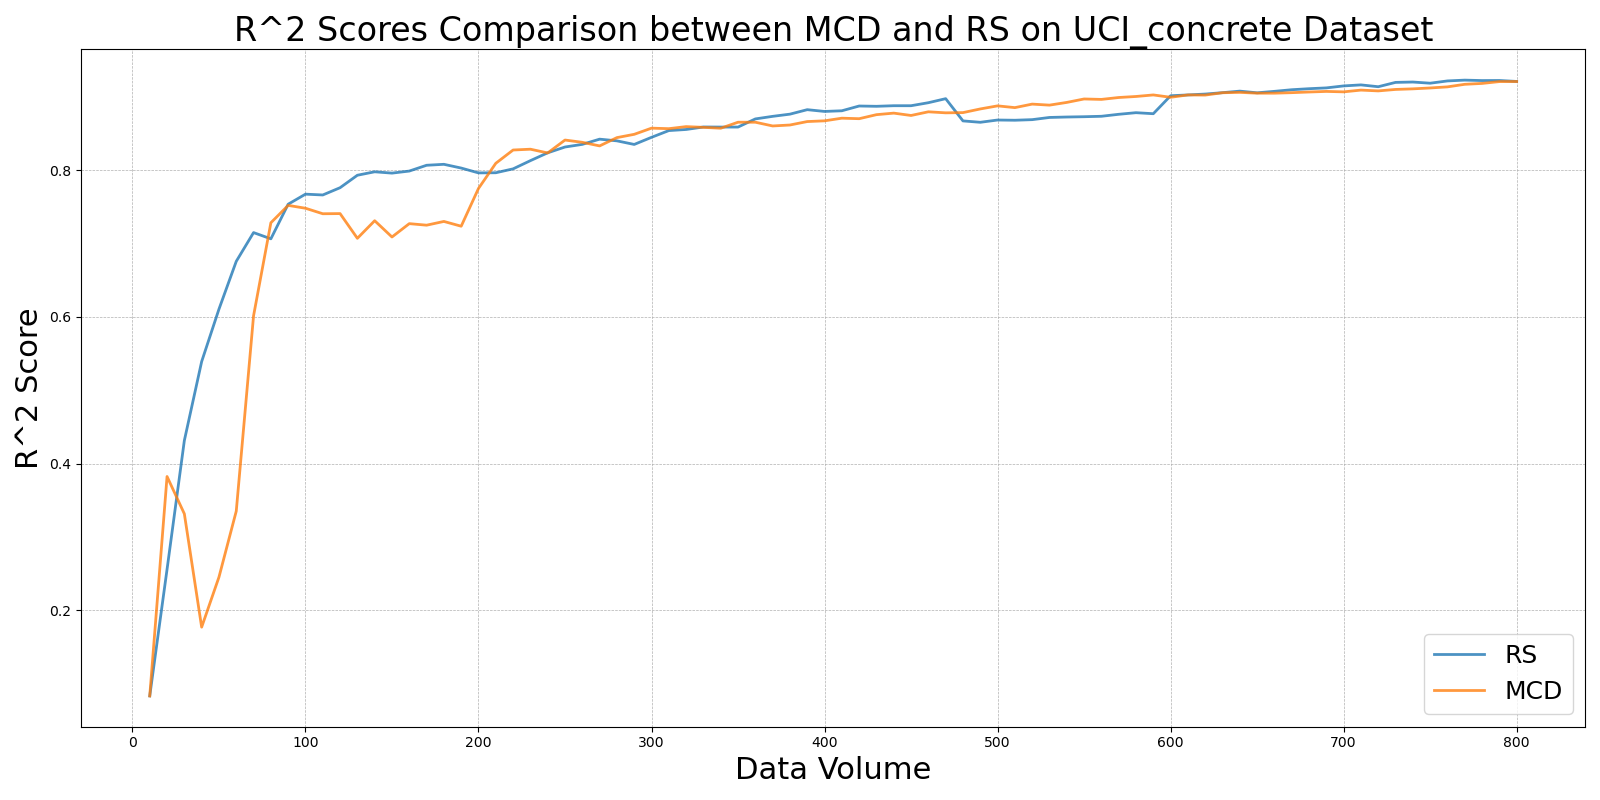 R^2 Scores Comparison between MCD and RS on UCI_concrete Dataset
R^2 Score
0.8
0.6
0.4
0.2
0 100 200 300 400 500 600 700 800
Data Volume
RS
MCD